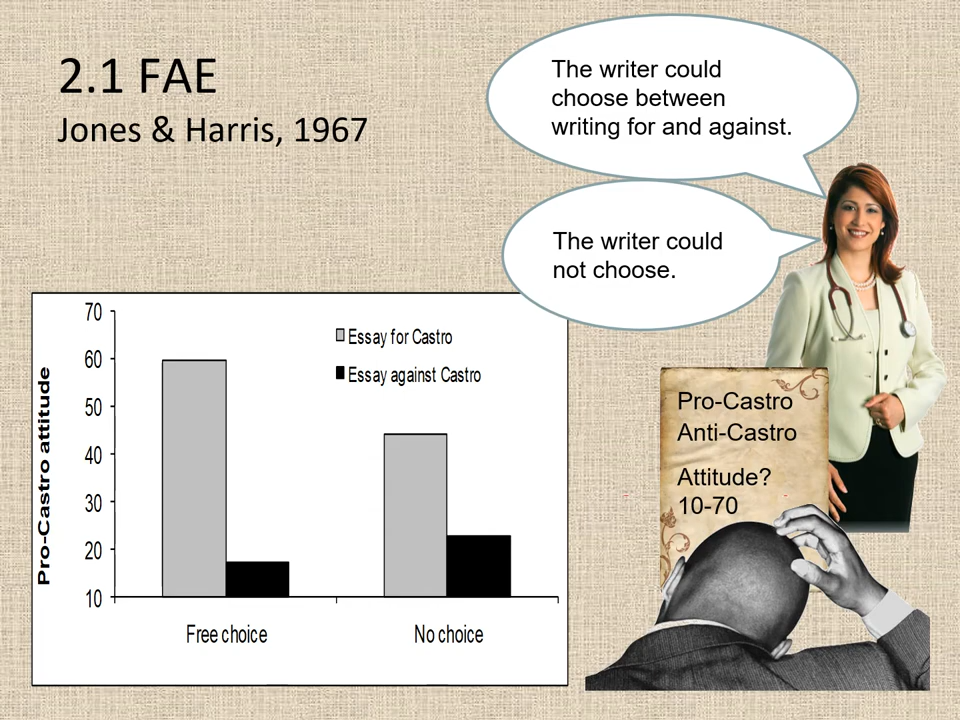 2.1 FAE
Jones & Harris, 1967
The writer could
choose between
writing for and against.
The writer could
not choose.
Pro-Castro attitude
70
60
50
40
30
20
10
Essay for Castro
Essay against Castro
Free choice
No choice
Pro-Castro
Anti-Castro
Attitude?
10-70